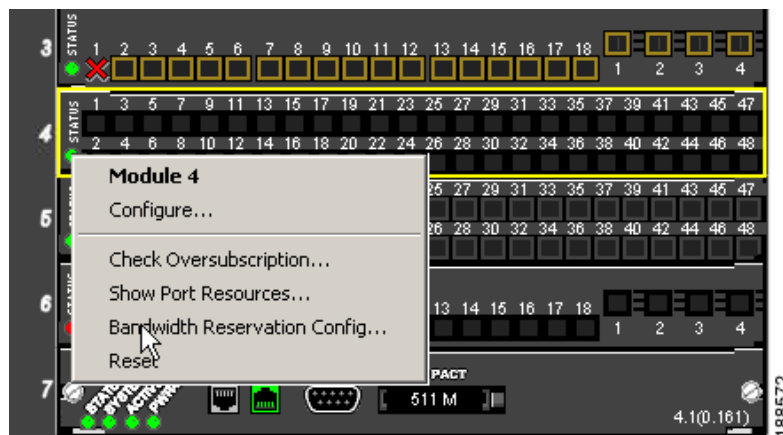 3 STATUS 1 2 3 4 5 6 7 8 9 10 11 12 13 14 15 16 17 18
1 2 3 4
4 STATUS 1 3 5 7 9 11 13 15 17 19 21 23 25 27 29 31 33 35 37 39 41 43 45 47
2 4 6 8 10 12 14 16 18 20 22 24 26 28 30 32 34 36 38 40 42 44 46 48
Module 4
Configure...
Check Oversubscription...
Show Port Resources...
Bandwidth Reservation Config...
Reset
5 25 27 29 31 33 35 37 39 41 43 45 47
26 28 30 32 34 36 38 40 42 44 46 48
6 13 14 15 16 17 18
1 2 3 4
7 STATUS SYSTEM ACTIVE PWR PACT
511 M
4.1(0.161)
138572